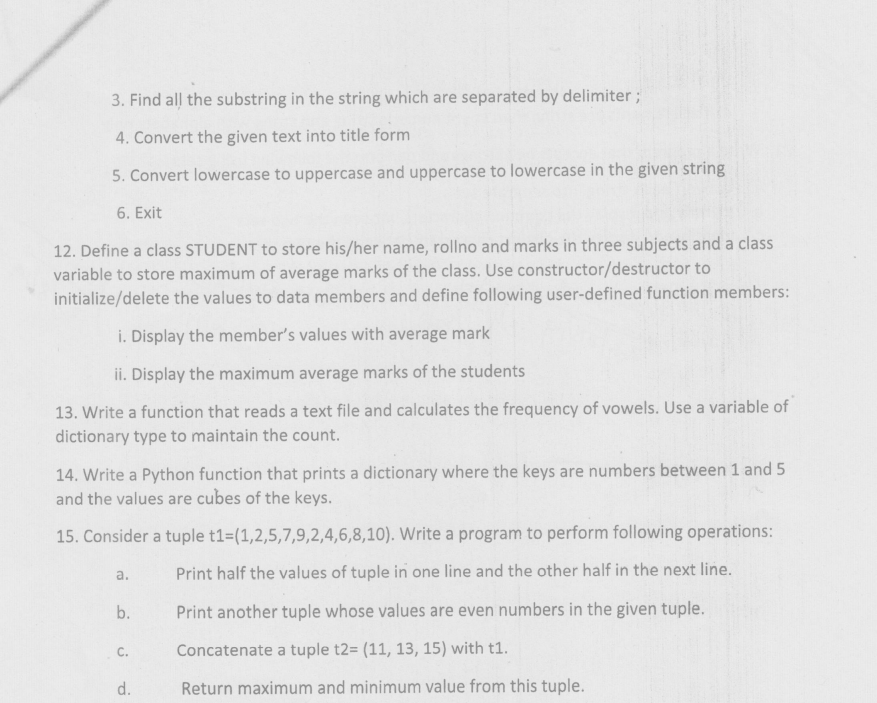 3. Find all the substring in the string which are separated by delimiter ;
4. Convert the given text into title form
5. Convert lowercase to uppercase and uppercase to lowercase in the given string
6. Exit
12. Define a class STUDENT to store his/her name, rollno and marks in three subjects and a class
variable to store maximum of average marks of the class. Use constructor/destructor to
initialize/delete the values to data members and define following user-defined function members:
i. Display the member's values with average mark
ii. Display the maximum average marks of the students
13. Write a function that reads a text file and calculates the frequency of vowels. Use a variable of
dictionary type to maintain the count.
14. Write a Python function that prints a dictionary where the keys are numbers between 1 and 5
and the values are cubes of the keys.
15. Consider a tuple t1=(1,2,5,7,9,2,4,6,8,10). Write a program to perform following operations:
a. Print half the values of tuple in one line and the other half in the next line.
b. Print another tuple whose values are even numbers in the given tuple.
c. Concatenate a tuple t2= (11, 13, 15) with t1.
d. Return maximum and minimum value from this tuple.